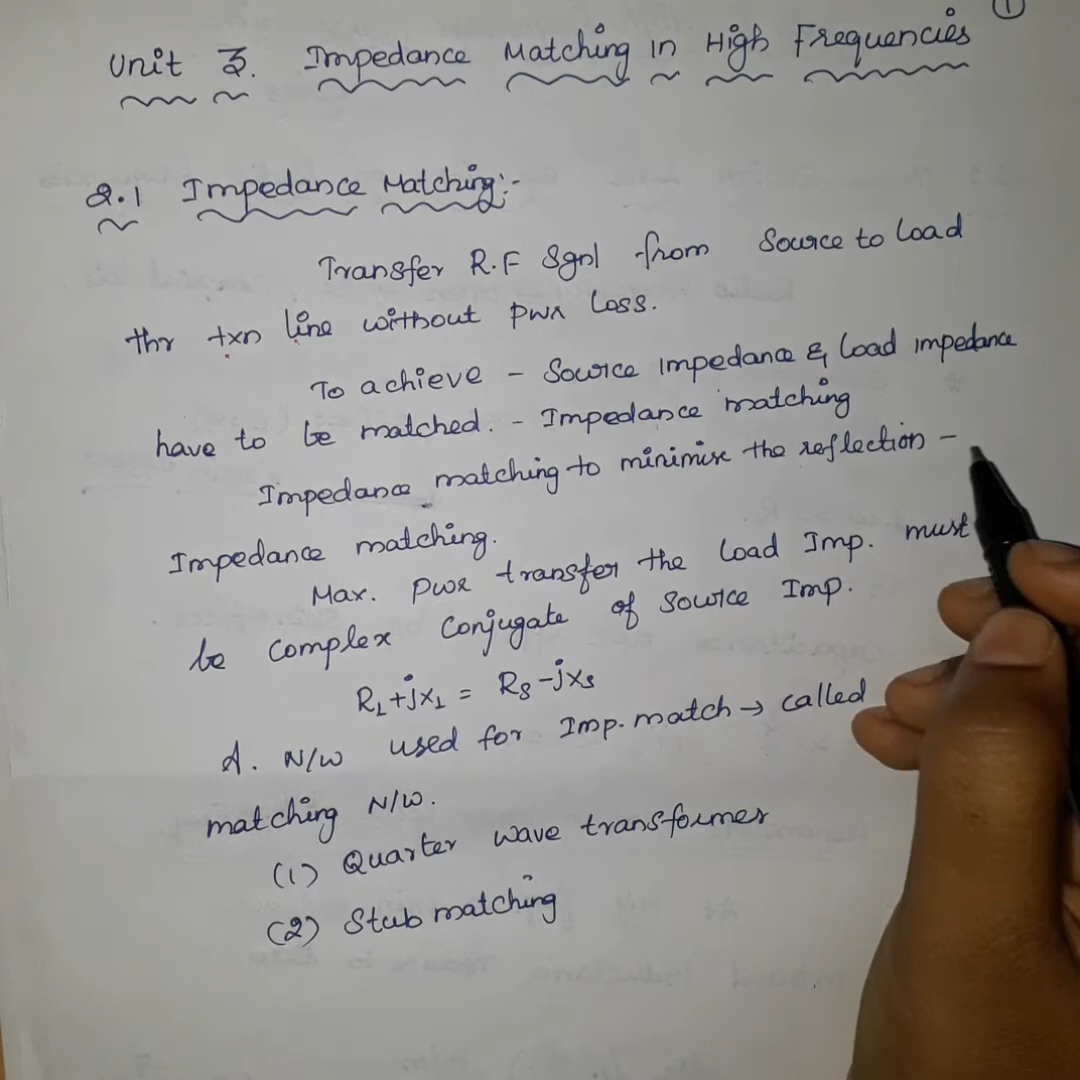 1
Unit 3. Impedance Matching in High Frequencies
2.1 Impedance Matching:-
Transfer R.F Sgnl from Source to Load
thr txn line without pwr Loss.
To achieve - Source impedance & load impedance
have to be matched. - Impedance matching
Impedance matching to minimise the reflection -
Impedance matching.
Max. pwr transfer the load Imp. must
be complex conjugate of source Imp.
RL+jXL = RS-jXS
A. N/W used for Imp. match → called
matching N/W.
(1) Quarter wave transformer
(2) Stub matching